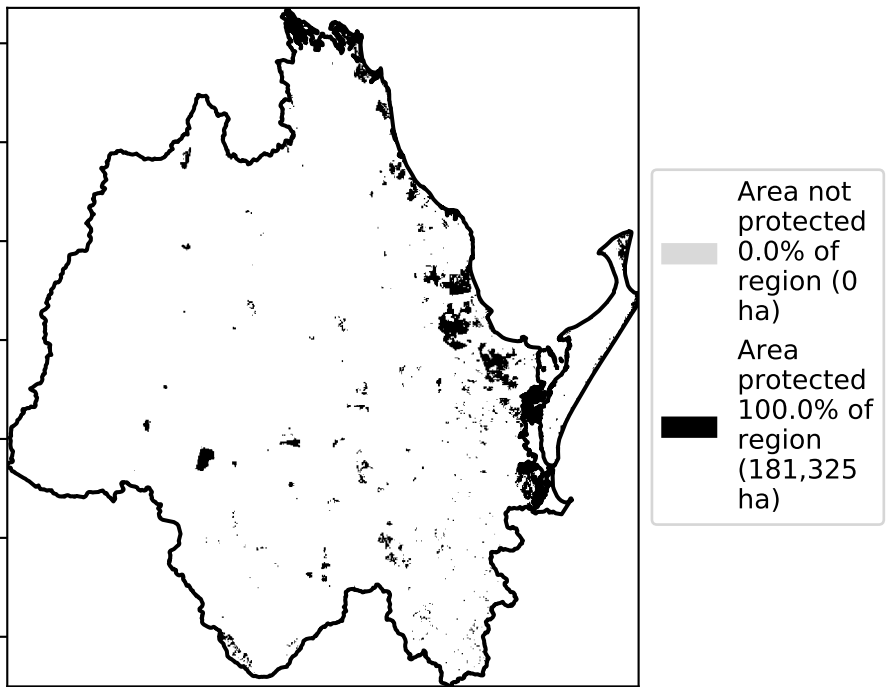 Area not
protected
0.0% of
region (0
ha)
Area
protected
100.0% of
region
(181,325
ha)